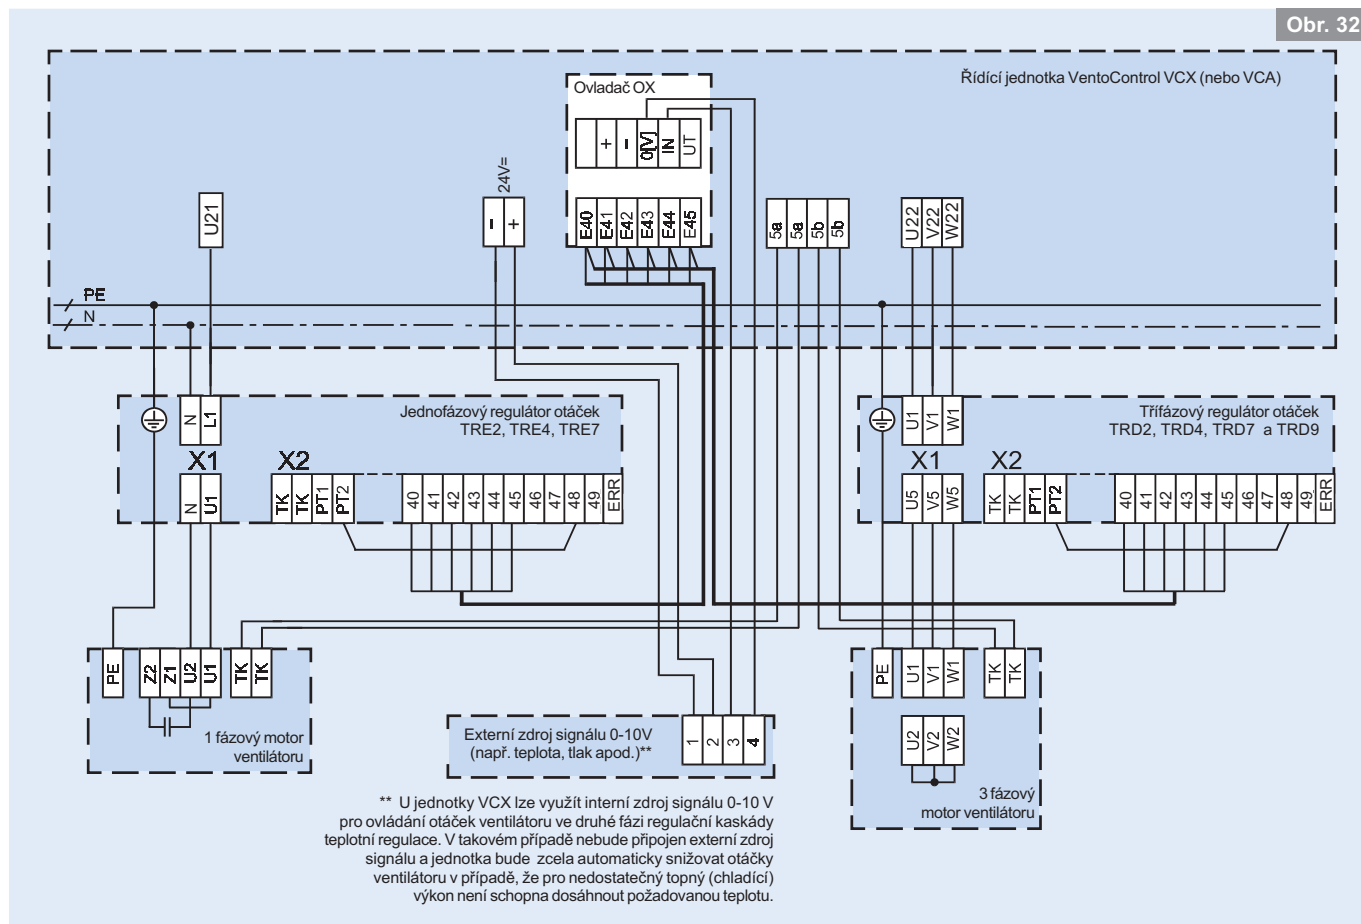 Obr. 32
Řídící jednotka VentoControl VCX (nebo VCA)
Ovladač OX
+ - 0[V] IN UT
E40 E41 E42 E43 E44 E45
U21
24V=
- +
5a 5a 5b 5b
U22 V22 W22
PE
N
Jednofázový regulátor otáček
TRE2, TRE4, TRE7
N L1
X1 X2
N U1
TK TK PT1 PT2
40 41 42 43 44 45 46 47 48 49 ERR
Třífázový regulátor otáček
TRD2, TRD4, TRD7 a TRD9
U1 V1 W1
X1 X2
U5 V5 W5
TK TK PT1 PT2
40 41 42 43 44 45 46 47 48 49 ERR
PE Z2 Z1 U2 U1 TK TK
1 fázový motor
ventilátoru
Externí zdroj signálu 0-10V
(např. teplota, tlak apod.)**
1 2 3 4
PE U1 V1 W1 TK TK
U2 V2 W2
3 fázový
motor ventilátoru
** U jednotky VCX lze využít interní zdroj signálu 0-10 V
pro ovládání otáček ventilátoru ve druhé fázi regulační kaskády
teplotní regulace. V takovém případě nebude připojen externí zdroj
signálu a jednotka bude zcela automaticky snižovat otáčky
ventilátoru v případě, že pro nedostatečný topný (chladící)
výkon není schopna dosáhnout požadovanou teplotu.